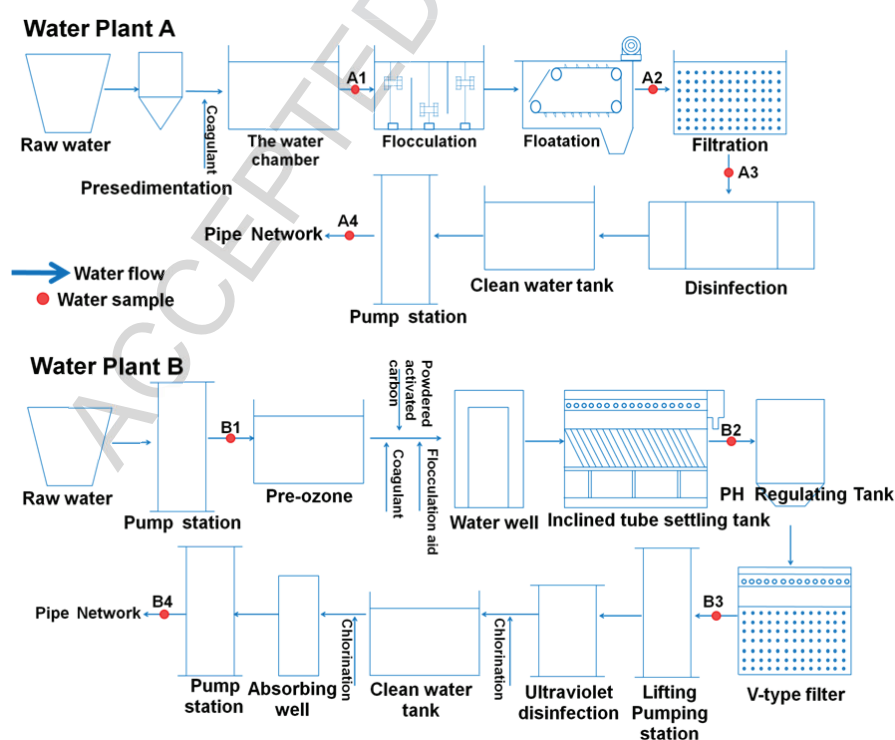 Water Plant A
Raw water
Presedimentation
Coagulant
The water
chamber
A1
Flocculation
Floatation
A2
Filtration
A3
Disinfection
Clean water tank
Pump station
A4
Pipe Network
Water flow
Water sample
ACCEPTED
Water Plant B
Raw water
Pump station
B1
Pre-ozone
Powdered
activated
carbon
Coagulant
Flocculation aid
Water well
Inclined tube settling tank
B2
PH Regulating Tank
V-type filter
B3
Lifting
Pumping
station
Ultraviolet
disinfection
Chlorination
Clean water
tank
Chlorination
Absorbing
well
Pump
station
B4
Pipe Network